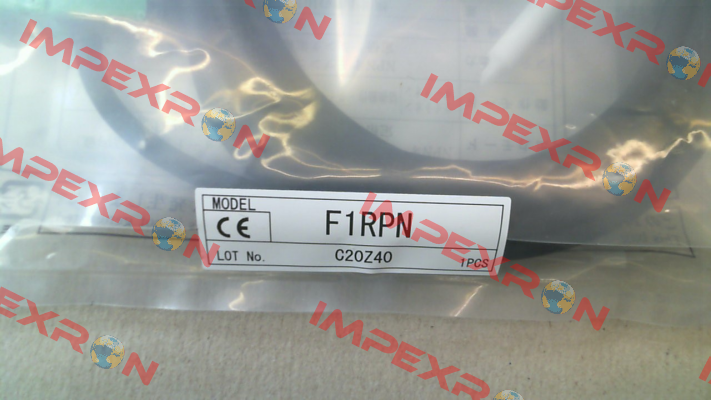 MODEL
CE F1RPN
LOT No. C20Z40 1PCS
IMPEXRON
IMPEXRON
IMPEXRON
IMPEXRON
IMPEXRON
IMPEXRON